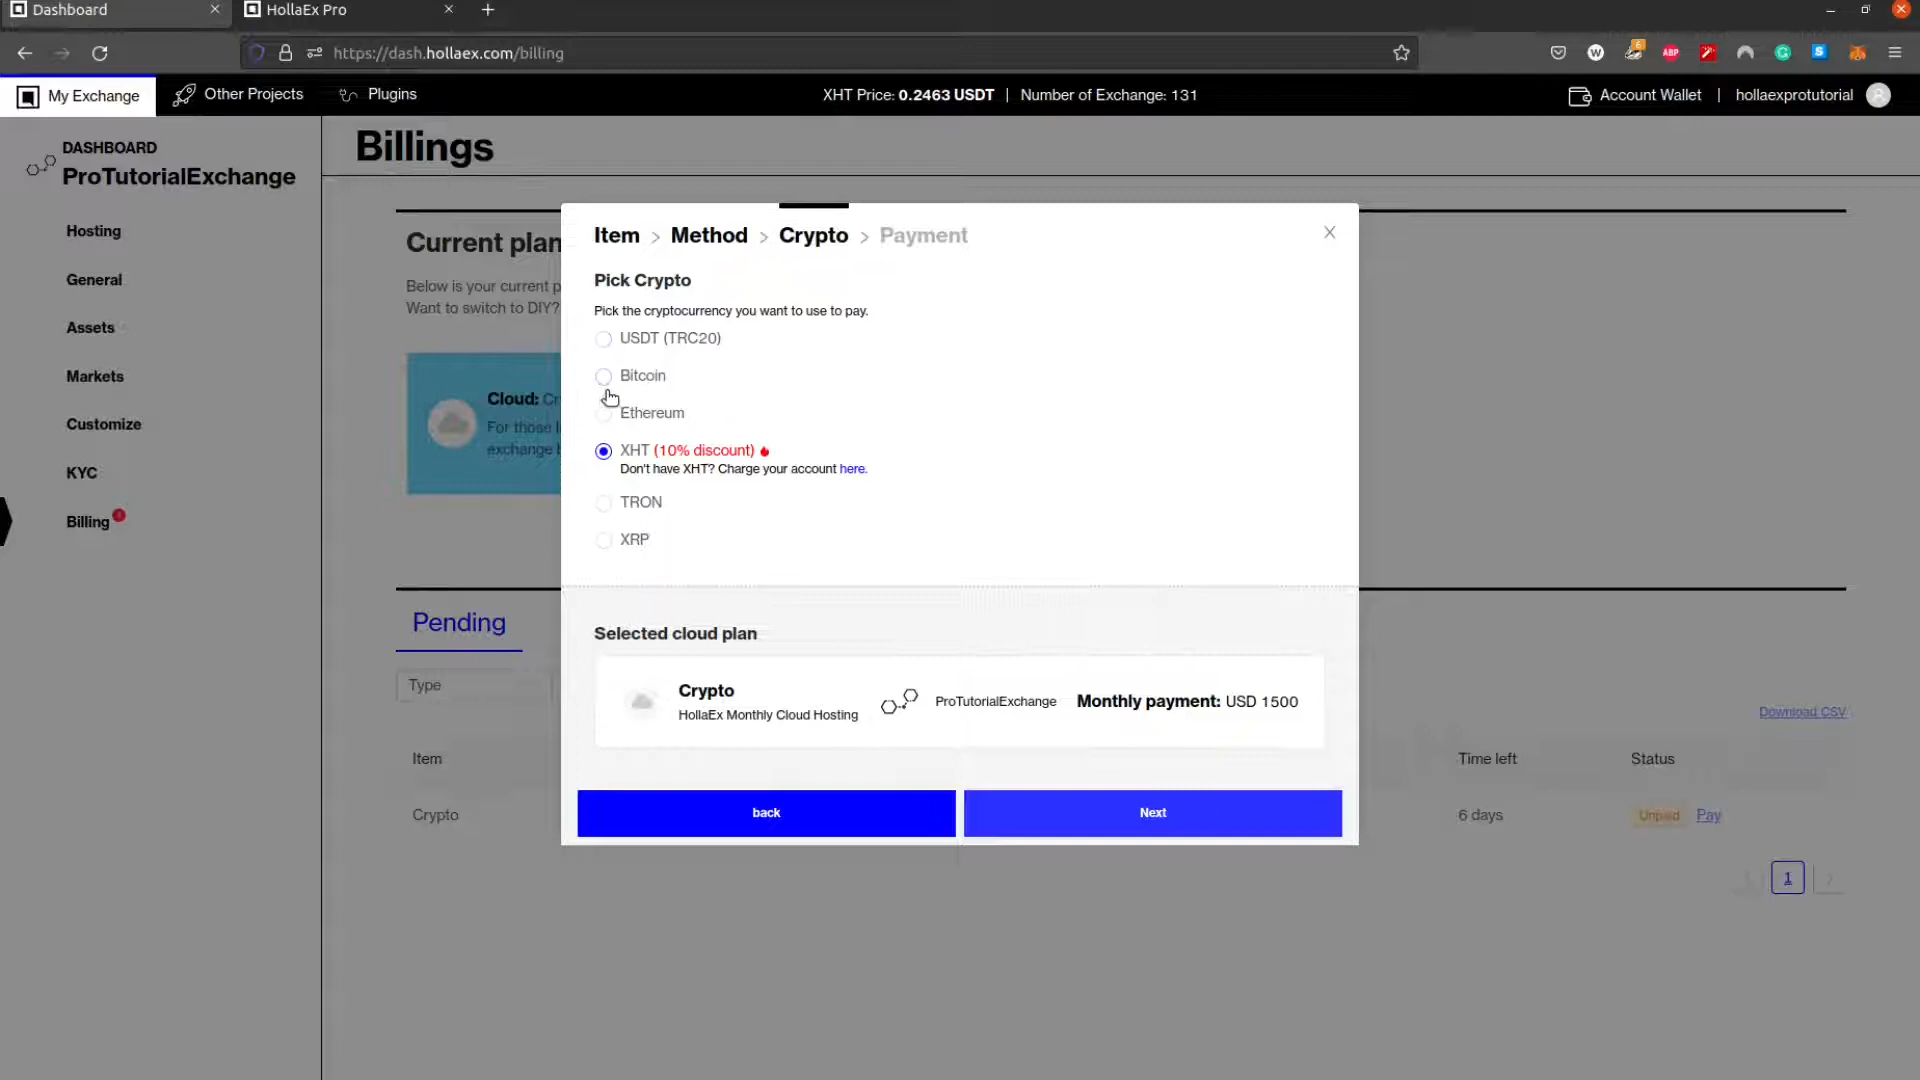 Dashboard
HollaEx Pro
https://dash.hollaex.com/billing
6
ABP
My Exchange
Other Projects
Plugins
XHT Price: 0.2463 USDT | Number of Exchange: 131
Account Wallet | hollaexprotutorial
DASHBOARD
ProTutorialExchange
Hosting
General
Assets
Markets
Customize
KYC
Billing
Billings
Current plan
Below is your current p
Want to switch to DIY?
Cloud: Cr
For those l
exchange b
Item > Method > Crypto > Payment
Pick Crypto
Pick the cryptocurrency you want to use to pay.
USDT (TRC20)
Bitcoin
Ethereum
XHT (10% discount)
Don't have XHT? Charge your account here.
TRON
XRP
Selected cloud plan
Crypto
HollaEx Monthly Cloud Hosting
ProTutorialExchange
Monthly payment: USD 1500
back
Next
Pending
Type
Download CSV
Item
Time left
Status
Crypto
6 days
Unpaid
Pay
1